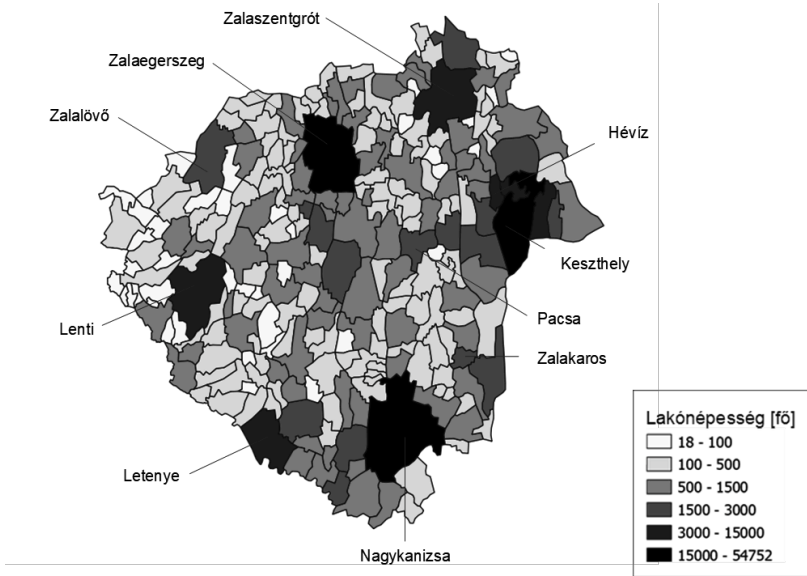 Zalaszentgrót
Zalaegerszeg
Zalalövő
Hévíz
Keszthely
Pacsa
Lenti
Zalakaros
Letenye
Nagykanizsa
Lakónépesség [fő]
18 - 100
100 - 500
500 - 1500
1500 - 3000
3000 - 15000
15000 - 54752